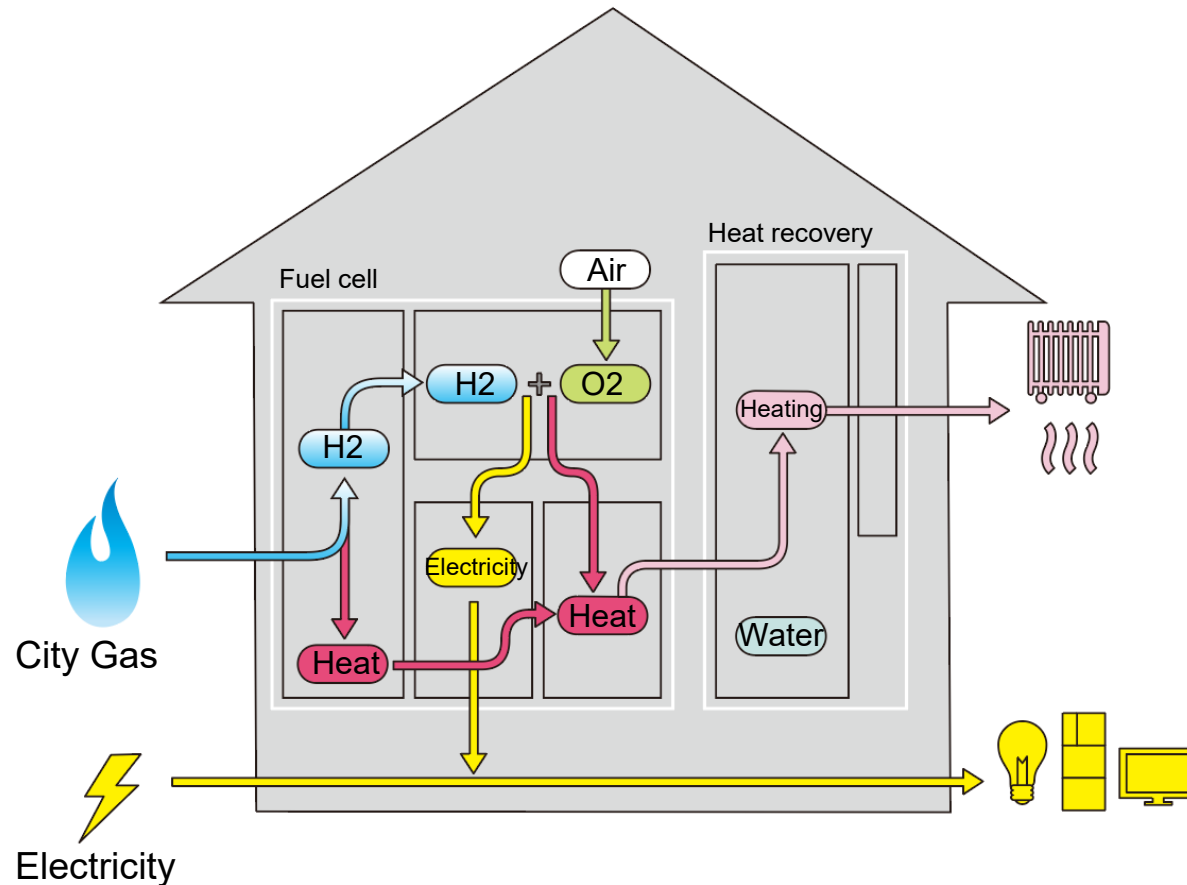 Heat recovery
Fuel cell
Air
H2
+
O2
Heating
H2
Electricity
Heat
Water
City Gas
Heat
Electricity